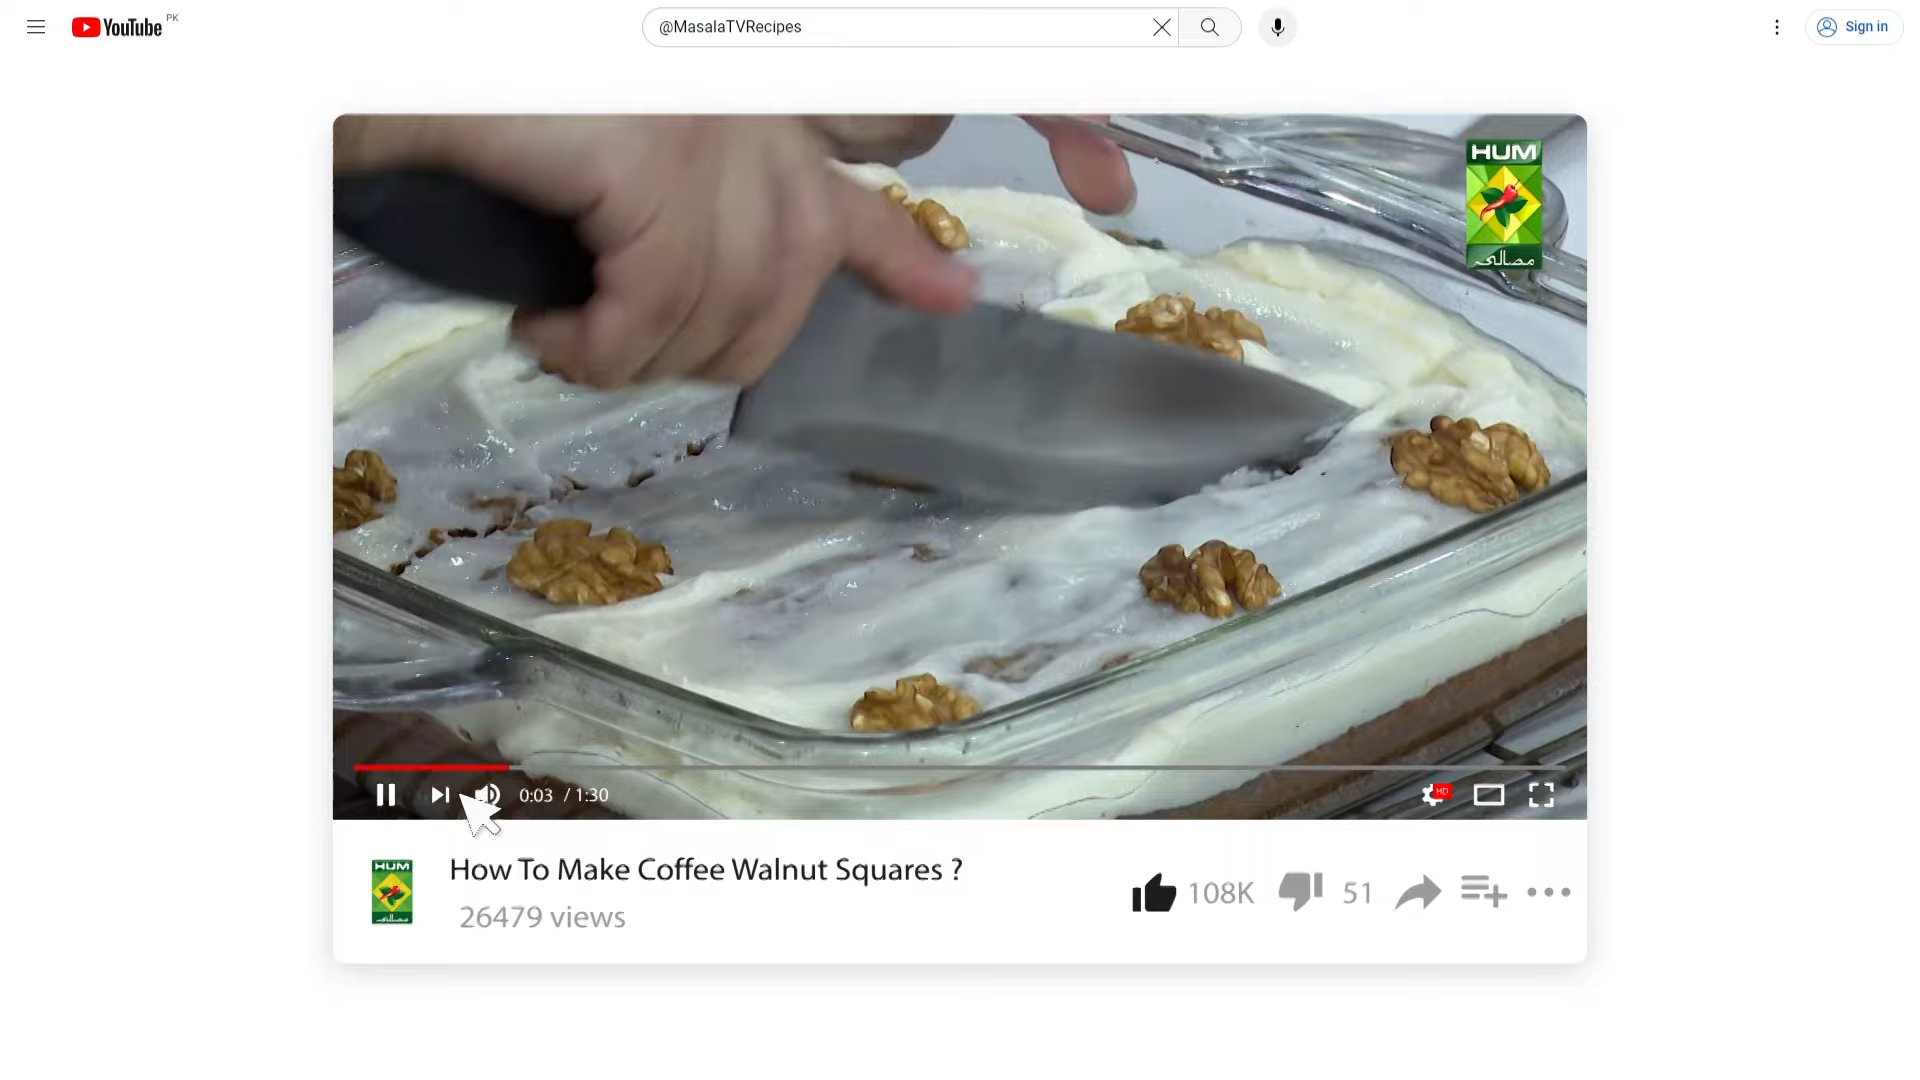 YouTube PK
@MasalaTVRecipes
Sign in
HUM
مصالحہ
HD
0:03 / 1:30
HUM
مصالحہ
How To Make Coffee Walnut Squares ?
26479 views
108K
51